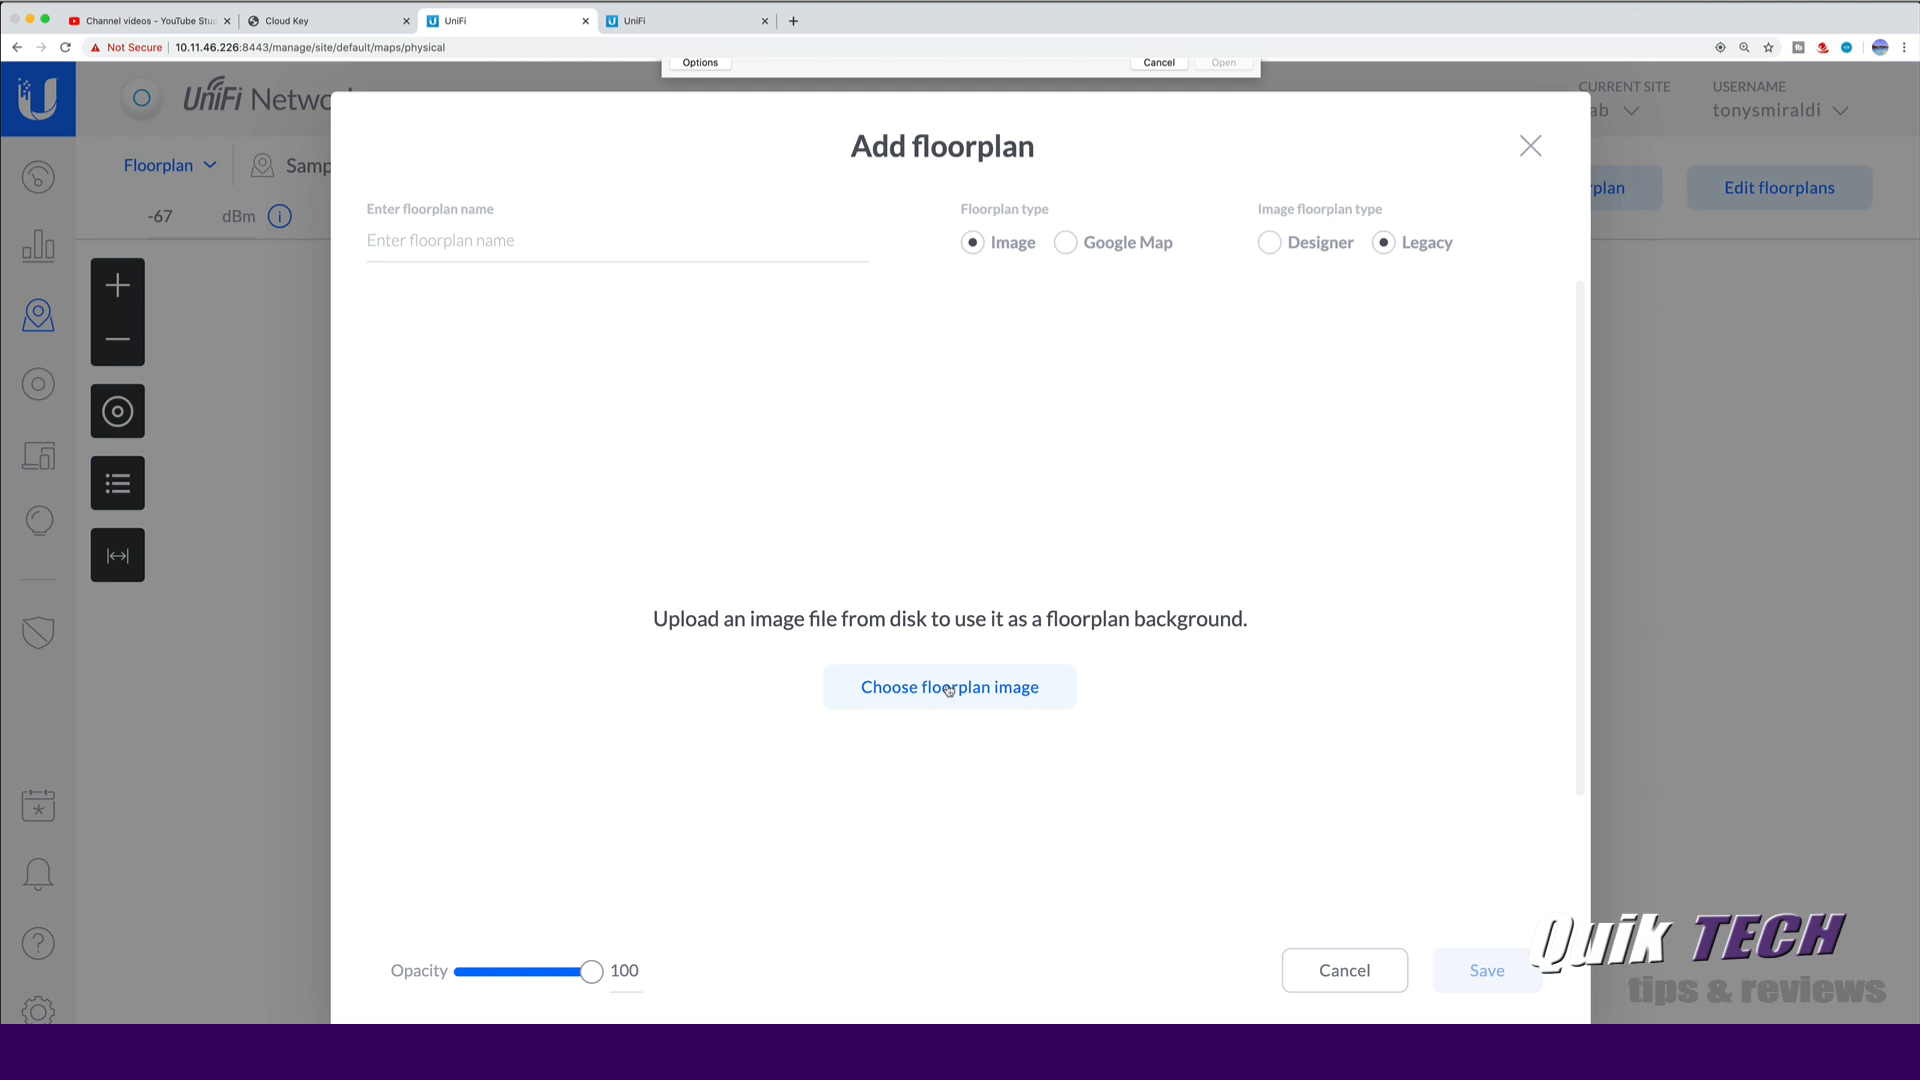 Channel videos - YouTube Stu
Cloud Key
UniFi
UniFi
Not Secure
10.11.46.226:8443/manage/site/default/maps/physical
Options
Cancel
Open
UniFi Netwo
CURRENT SITE
ab
USERNAME
tonysmiraldi
Add floorplan
Floorplan
Samp
plan
Edit floorplans
-67
dBm
Enter floorplan name
Enter floorplan name
Floorplan type
Image
Google Map
Image floorplan type
Designer
Legacy
Upload an image file from disk to use it as a floorplan background.
Choose floorplan image
Opacity
100
Cancel
Save
Quik TECH
tips & reviews